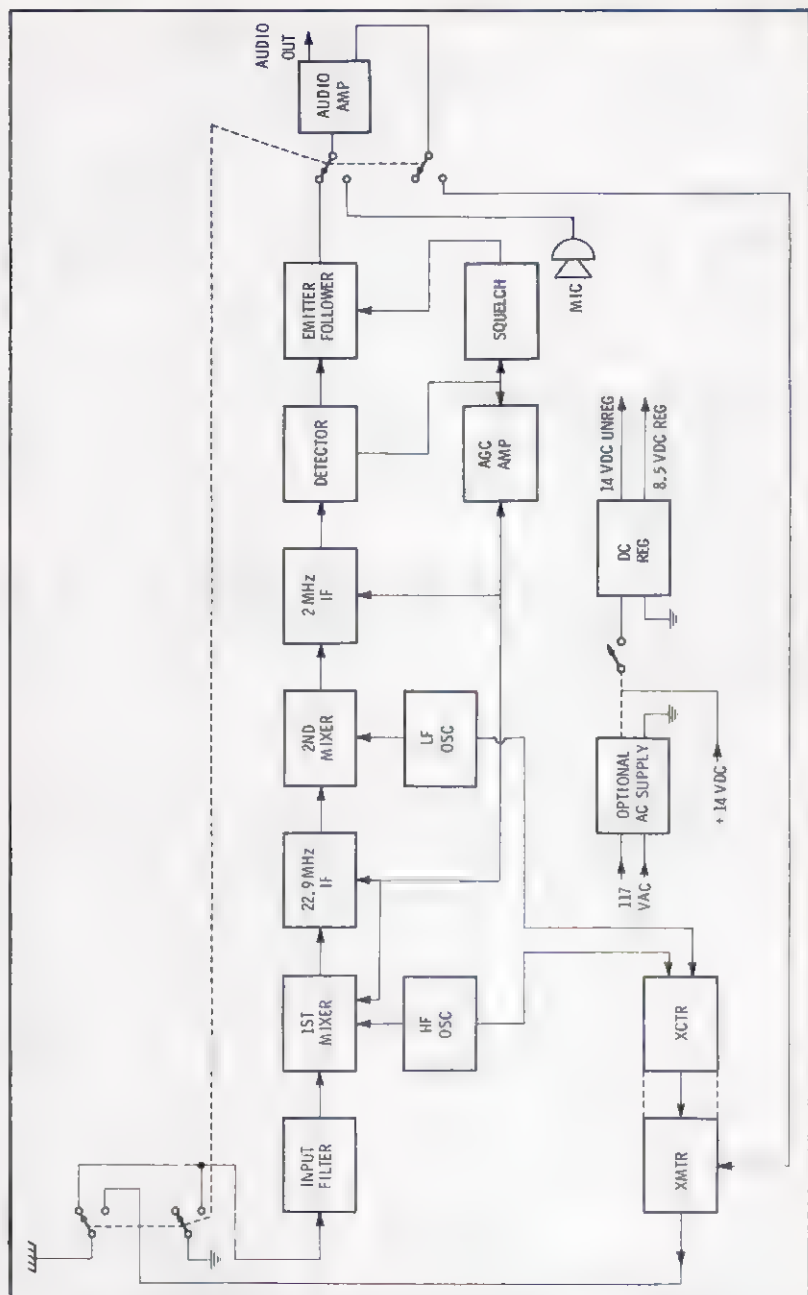 AUDIO
OUT
AUDIO
AMP
INPUT
FILTER
1ST
MIXER
22.9 MHz
IF
2ND
MIXER
2 MHz
IF
DETECTOR
EMITTER
FOLLOWER
HF
OSC
LF
OSC
AGC
AMP
SQUELCH
MIC
XMTR
XCTR
117
VAC
OPTIONAL
AC SUPPLY
+ 14 VDC
DC
REG
14 VDC UNREG
8.5 VDC REG